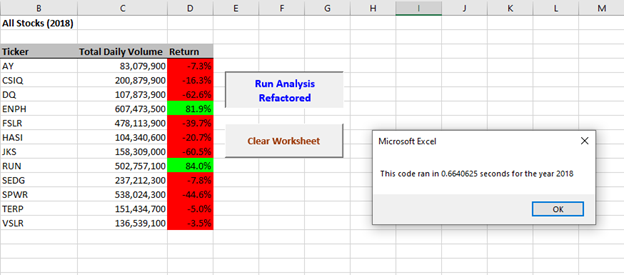 B C D E F G H I J K L M
All Stocks (2018)
Ticker Total Daily Volume Return
AY 83,079,900 -7.3%
CSIQ 200,879,900 -16.3%
DQ 107,873,900 -62.6%
ENPH 607,473,500 81.9%
FSLR 478,113,900 -39.7%
HASI 104,340,600 -20.7%
JKS 158,309,000 -60.5%
RUN 502,757,100 84.0%
SEDG 237,212,300 -7.8%
SPWR 538,024,300 -44.6%
TERP 151,434,700 -5.0%
VSLR 136,539,100 -3.5%
Run Analysis
Refactored
Clear Worksheet
Microsoft Excel
This code ran in 0.6640625 seconds for the year 2018
OK